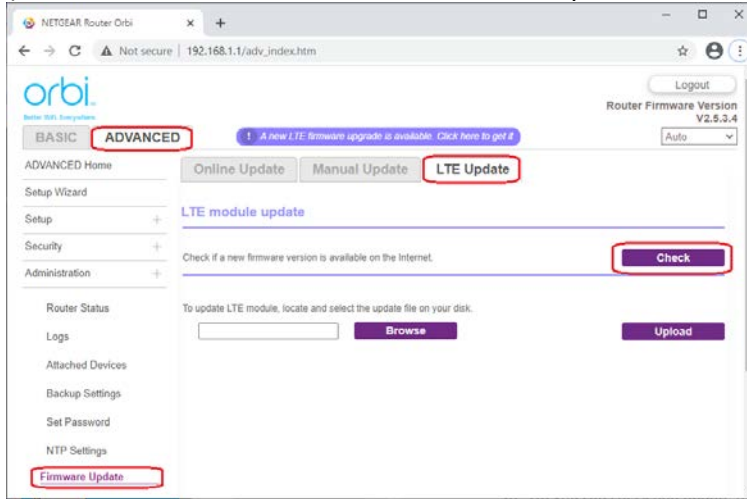 NETGEAR Router Orbi
Not secure | 192.168.1.1/adv_index.htm
orbi
Better WiFi. Everywhere.
Logout
Router Firmware Version
V2.5.3.4
BASIC
ADVANCED
! A new LTE firmware upgrade is available. Click here to get it
Auto
ADVANCED Home
Online Update
Manual Update
LTE Update
Setup Wizard
Setup
LTE module update
Security
Check if a new firmware version is available on the Internet.
Check
Administration
Router Status
To update LTE module, locate and select the update file on your disk.
Logs
Browse
Upload
Attached Devices
Backup Settings
Set Password
NTP Settings
Firmware Update